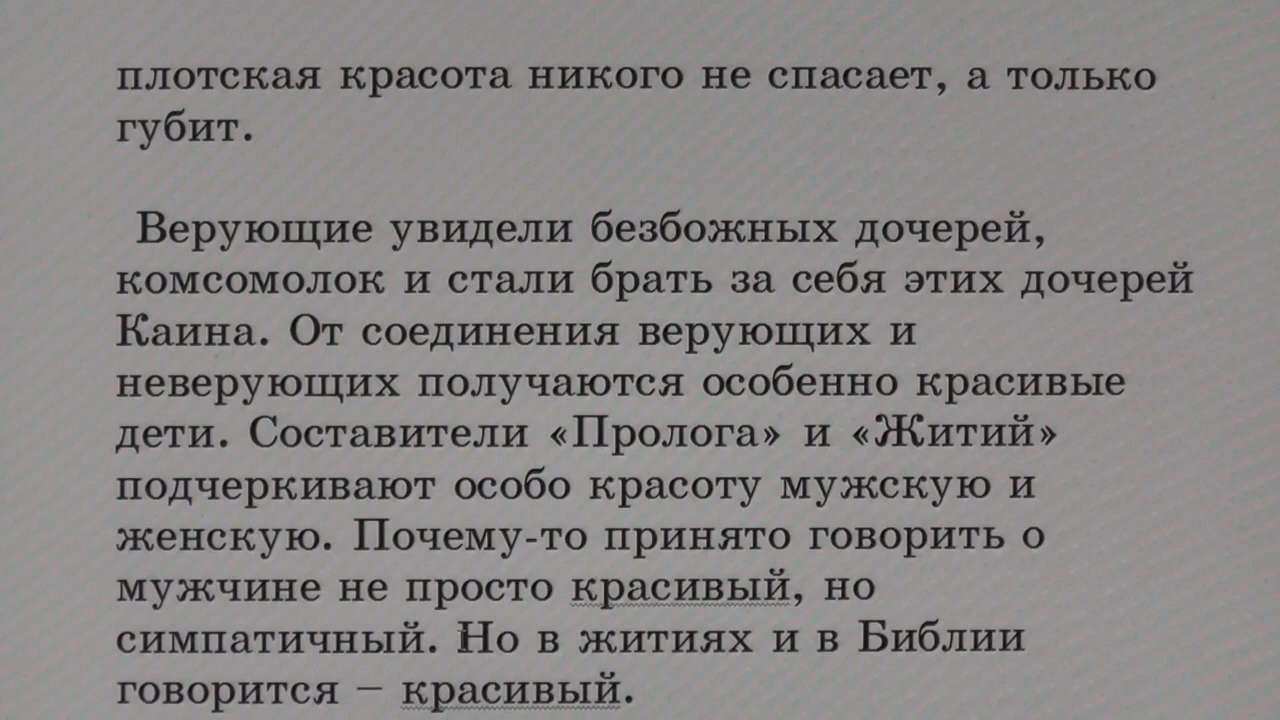 плотская красота никого не спасает, а только
губит.
Верующие увидели безбожных дочерей,
комсомолок и стали брать за себя этих дочерей
Каина. От соединения верующих и
неверующих получаются особенно красивые
дети. Составители «Пролога» и «Житий»
подчеркивают особо красоту мужскую и
женскую. Почему-то принято говорить о
мужчине не просто красивый, но
симпатичный. Но в житиях и в Библии
говорится – красивый.